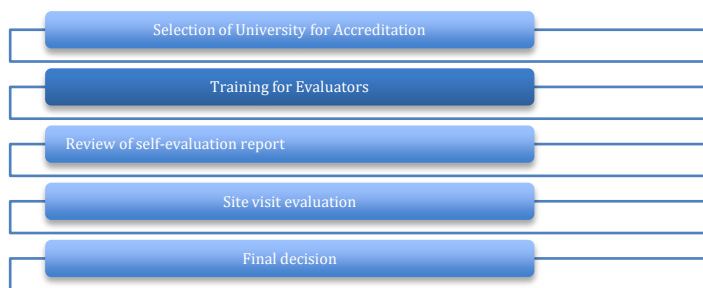 Selection of University for Accreditation
Training for Evaluators
Review of self-evaluation report
Site visit evaluation
Final decision